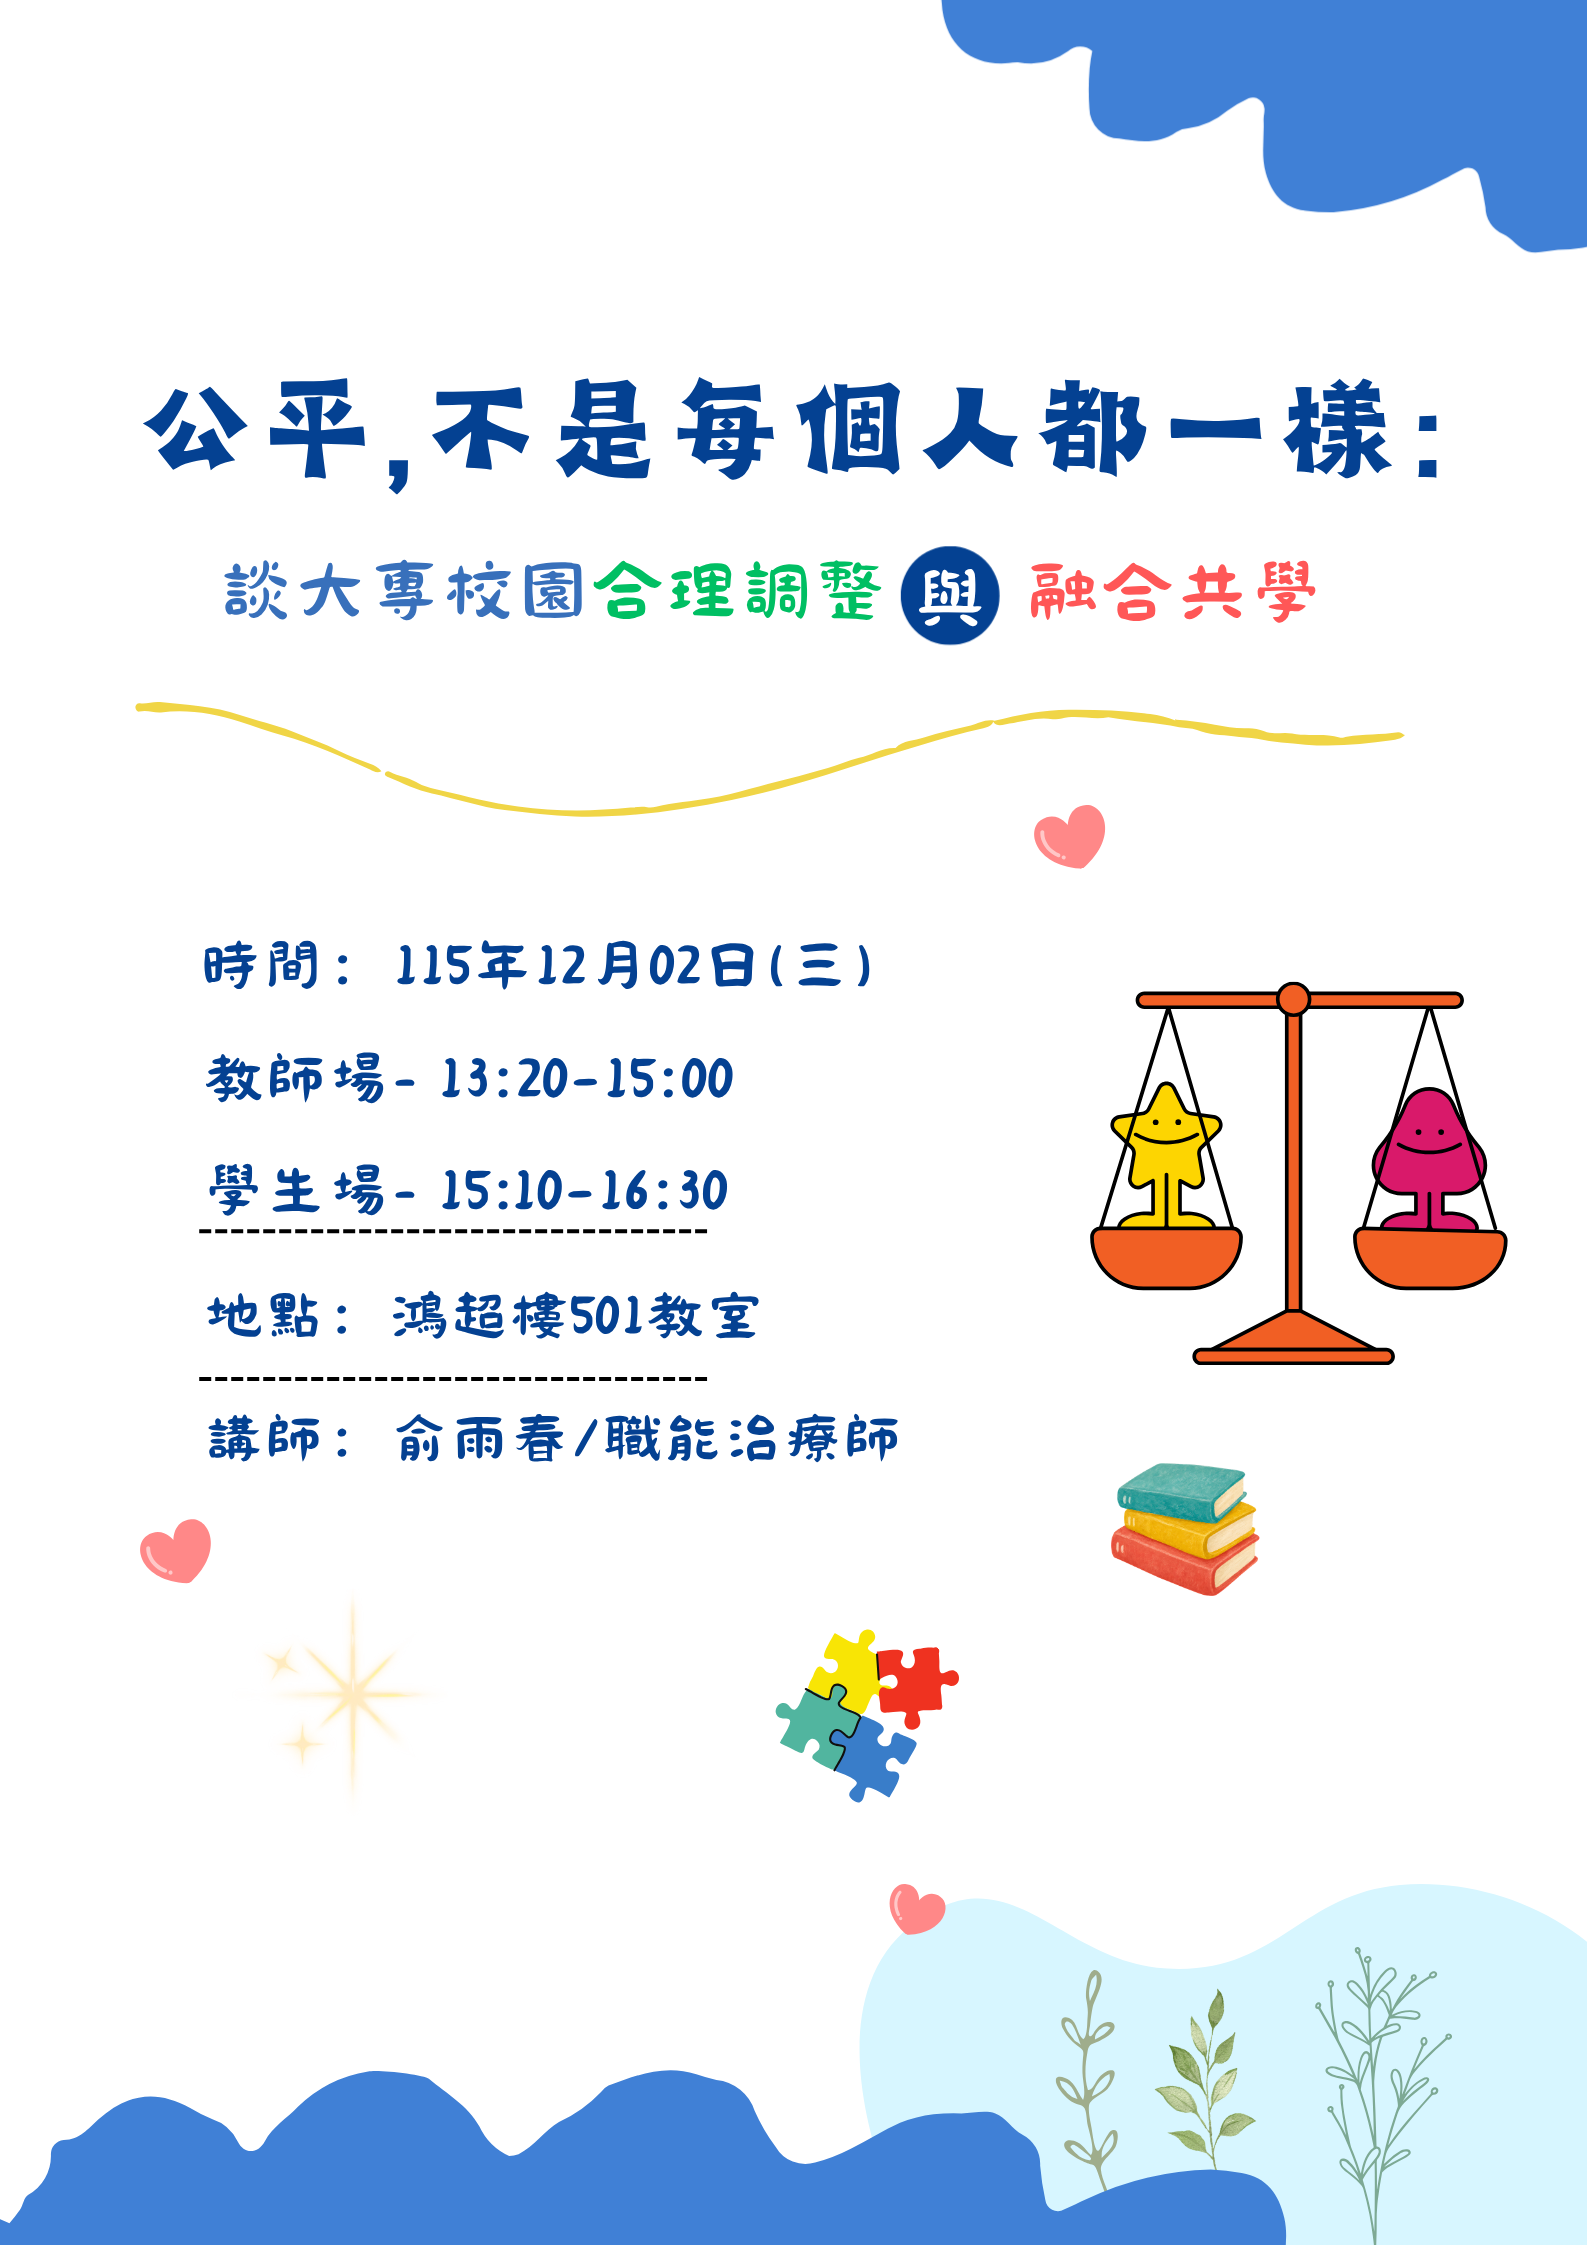 公平,不是每個人都一樣:
談大專校園合理調整 與 融合共學
時間: 115年12月02日(三)
教師場- 13:20-15:00
學生場- 15:10-16:30
--------------------------------
地點: 鴻超樓501教室
--------------------------------
講師: 俞雨春/職能治療師